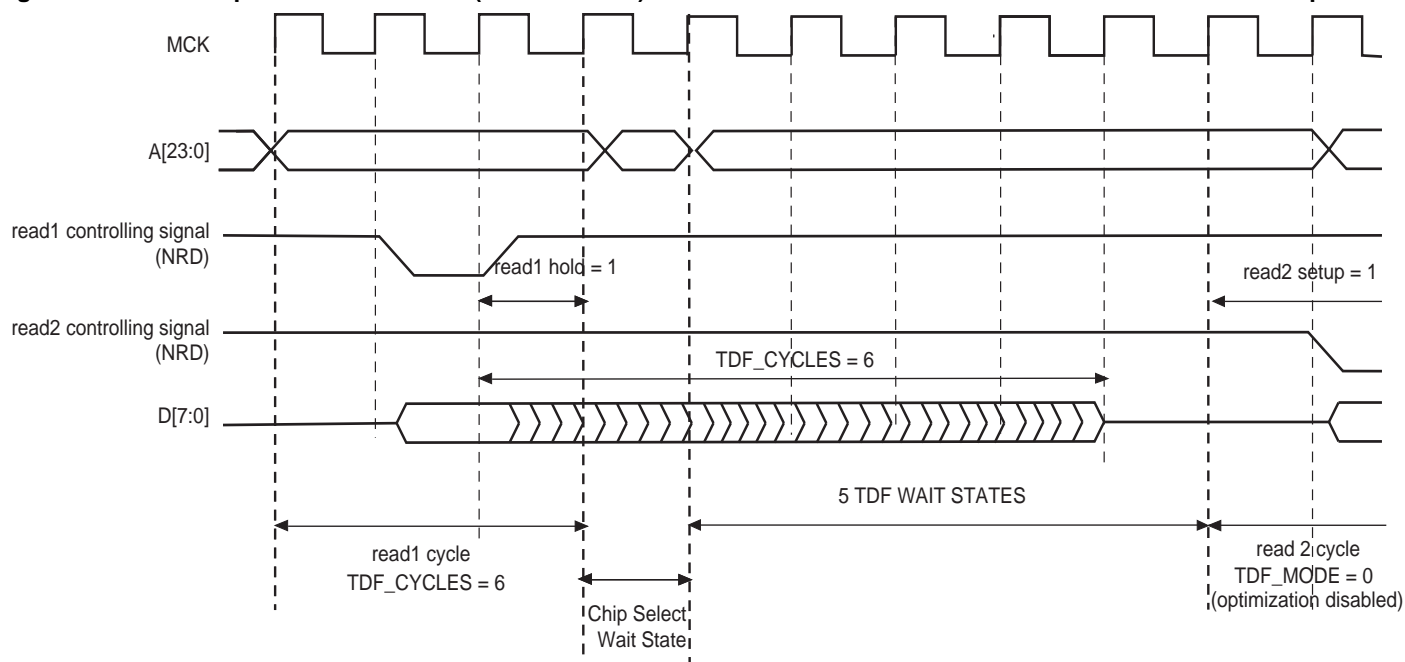 MCK
A[23:0]
read1 controlling signal
(NRD)
read1 hold = 1
read2 setup = 1
read2 controlling signal
(NRD)
TDF_CYCLES = 6
D[7:0]
5 TDF WAIT STATES
read1 cycle
TDF_CYCLES = 6
Chip Select
Wait State
read 2 cycle
TDF_MODE = 0
(optimization disabled)